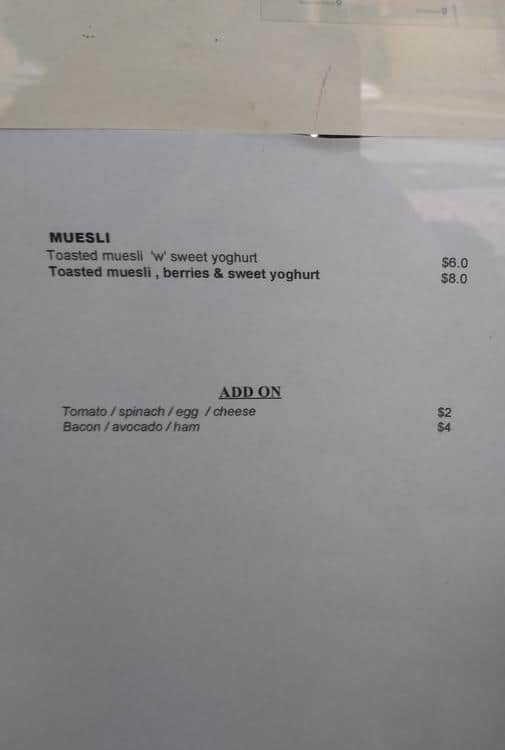 MUESLI
Toasted muesli 'w' sweet yoghurt $6.0
Toasted muesli , berries & sweet yoghurt $8.0
ADD ON
Tomato / spinach / egg / cheese $2
Bacon / avocado / ham $4